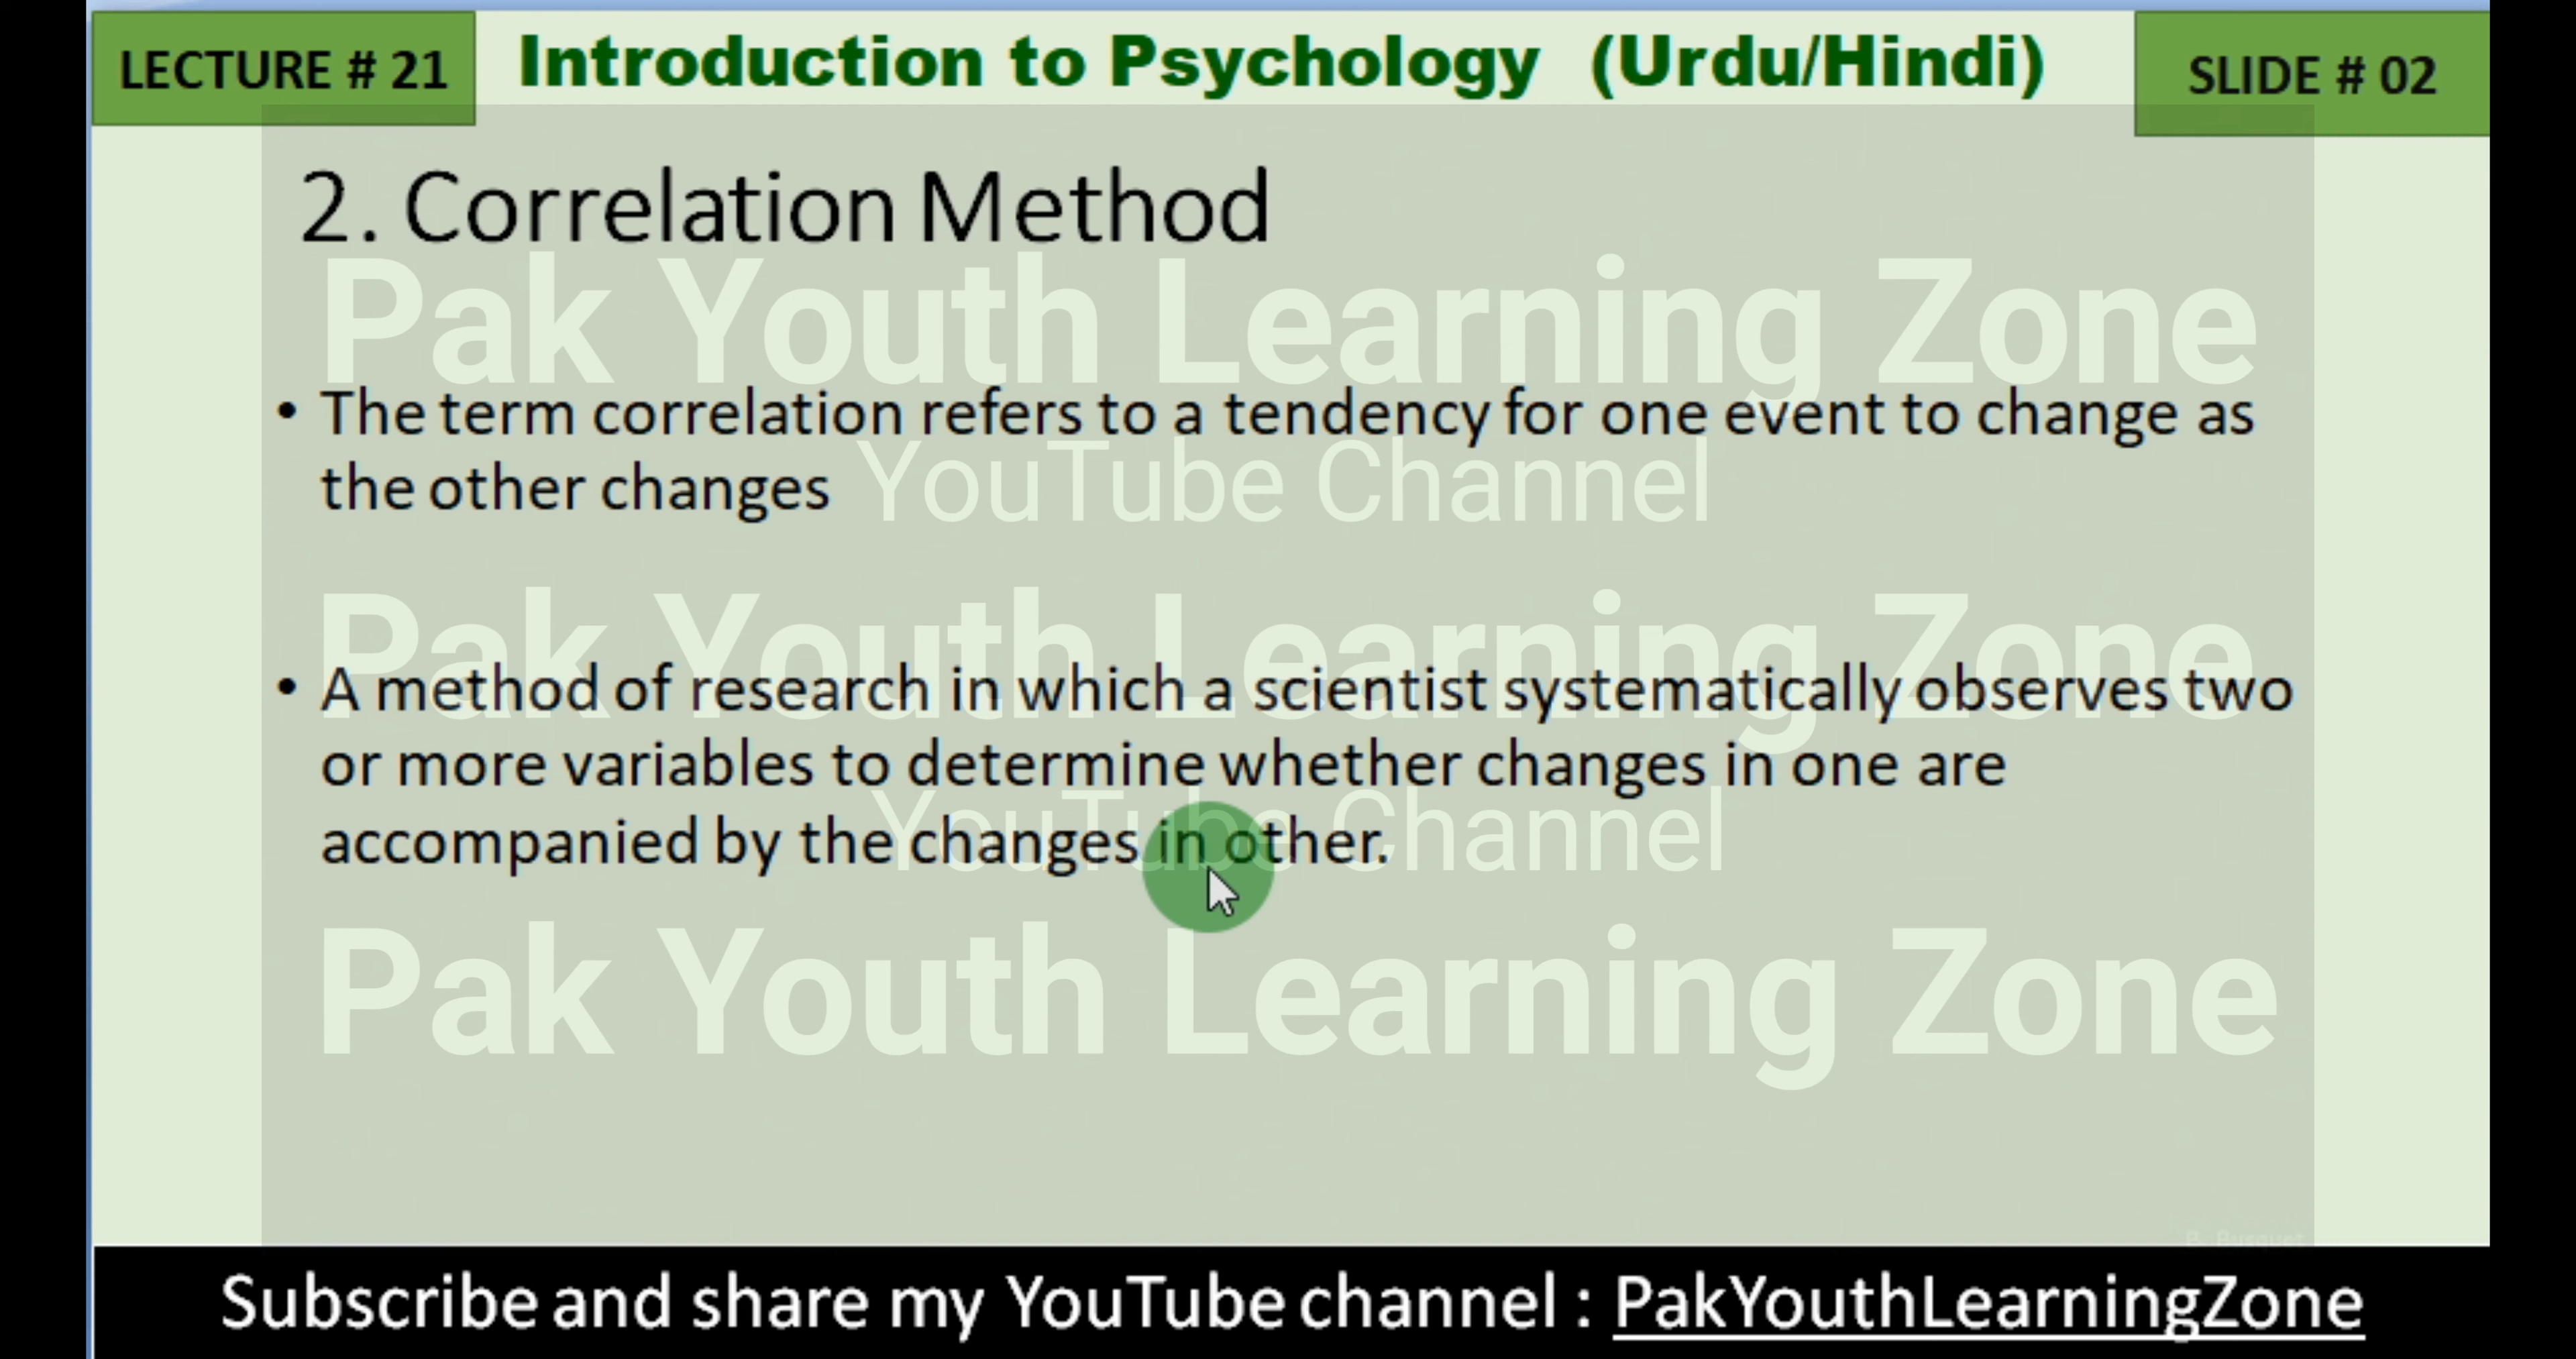 LECTURE # 21
Introduction to Psychology (Urdu/Hindi)
SLIDE # 02
2. Correlation Method
Pak Youth Learning Zone
• The term correlation refers to a tendency for one event to change as
the other changes
YouTube Channel
Pak Youth Learning Zone
• A method of research in which a scientist systematically observes two
or more variables to determine whether changes in one are
accompanied by the changes in other.
YouTube Channel
Pak Youth Learning Zone
Subscribe and share my YouTube channel : PakYouthLearningZone